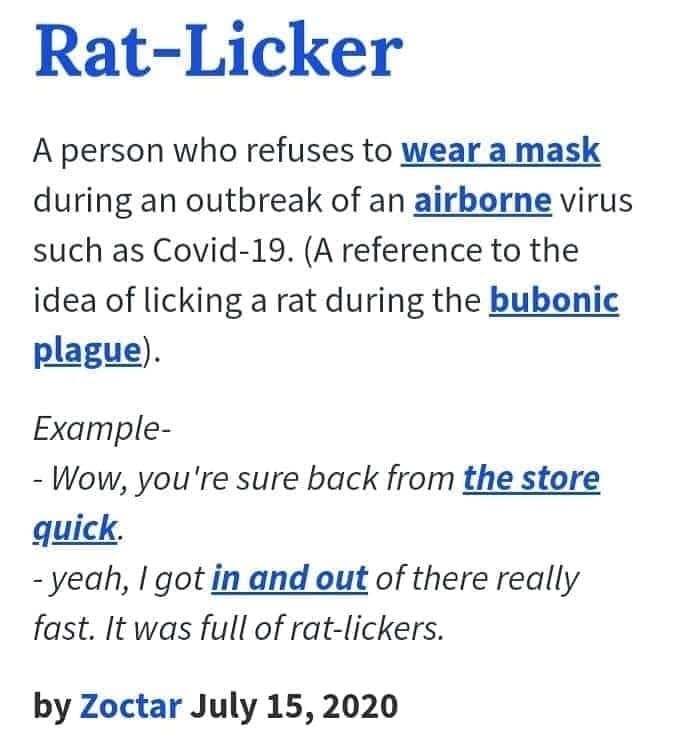 Rat-Licker
A person who refuses to wear a mask
during an outbreak of an airborne virus
such as Covid-19. (A reference to the
idea of licking a rat during the bubonic
plague).
Example-
- Wow, you're sure back from the store
quick.
- yeah, I got in and out of there really
fast. It was full of rat-lickers.
by Zoctar July 15, 2020